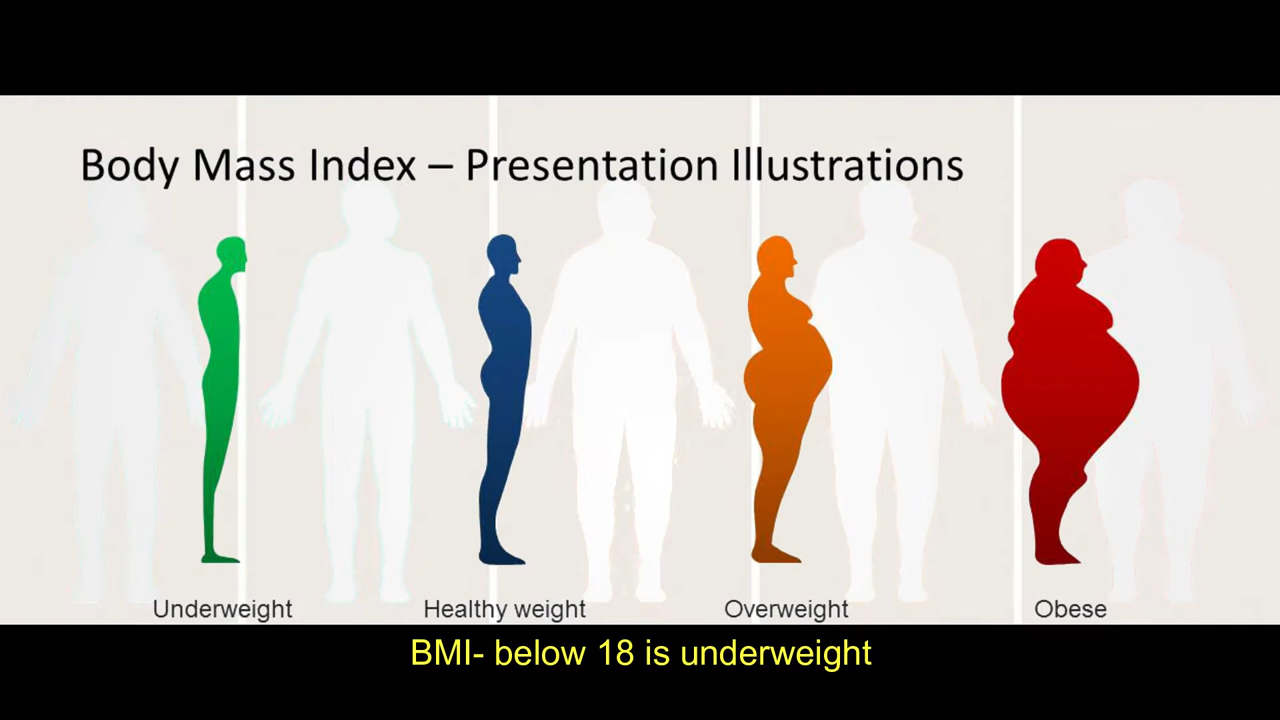 Body Mass Index – Presentation Illustrations
Underweight
Healthy weight
Overweight
Obese
BMI- below 18 is underweight